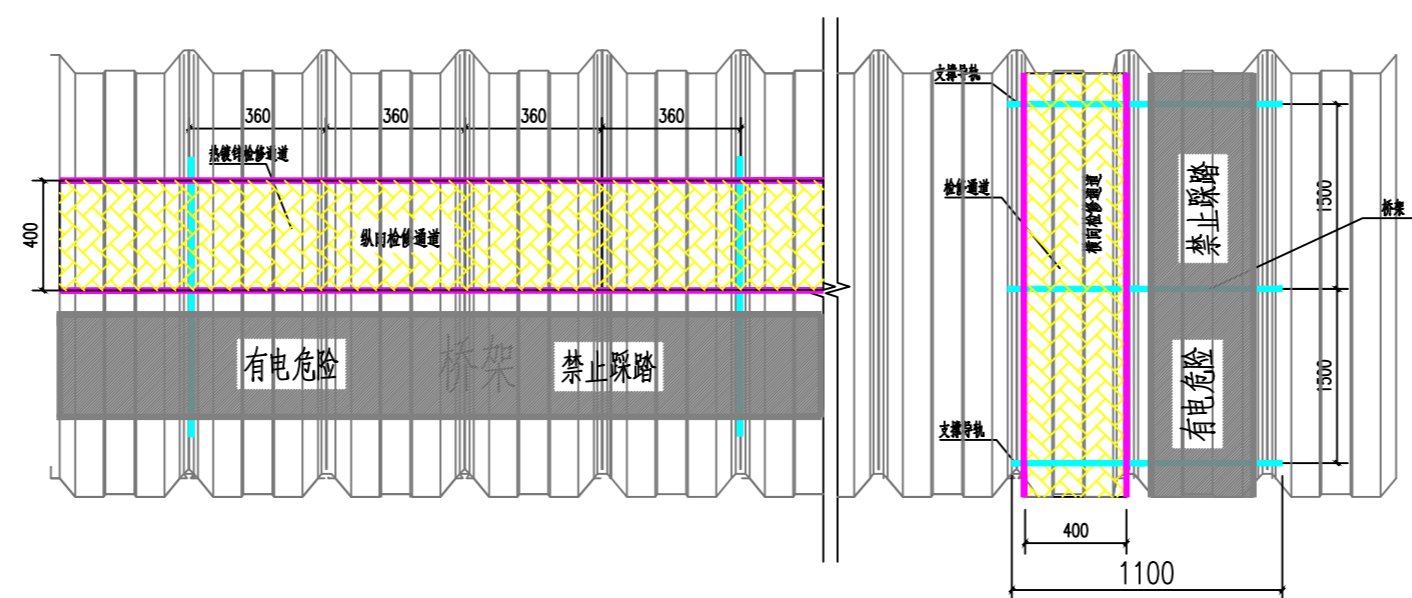 支撑导轨
360
360
360
360
热镀锌检修通道
禁止踩踏
检修通道
横向检修通道
1500
桥架
400
纵向检修通道
有电危险
桥架
禁止踩踏
有电危险
1500
支撑导轨
400
1100